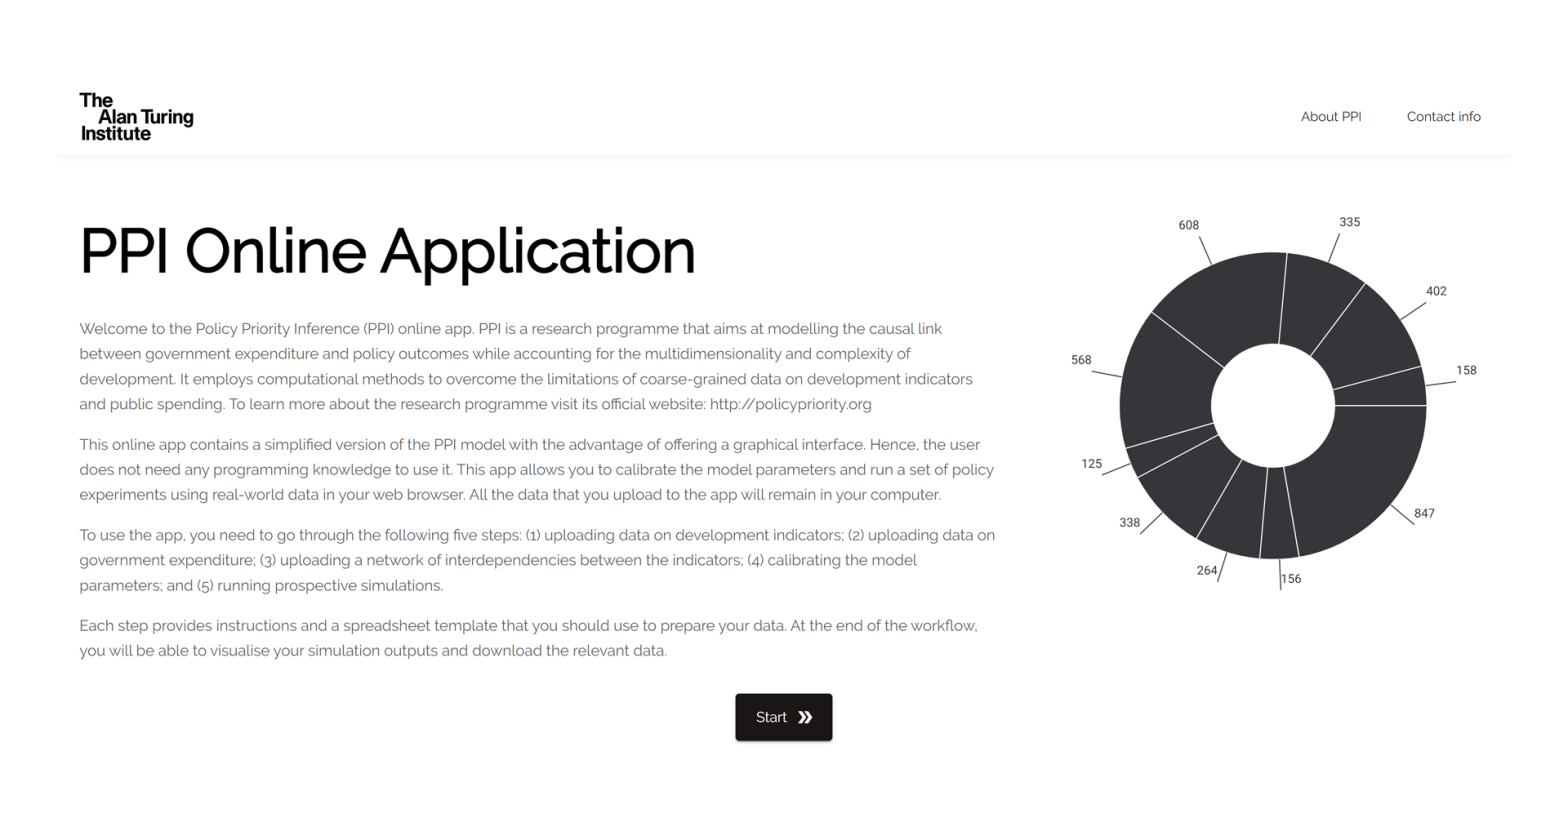 The
Alan Turing
Institute
About PPI
Contact info
PPI Online Application
Welcome to the Policy Priority Inference (PPI) online app. PPI is a research programme that aims at modelling the causal link
between government expenditure and policy outcomes while accounting for the multidimensionality and complexity of
development. It employs computational methods to overcome the limitations of coarse-grained data on development indicators
and public spending. To learn more about the research programme visit its official website: http://policypriority.org
This online app contains a simplified version of the PPI model with the advantage of offering a graphical interface. Hence, the user
does not need any programming knowledge to use it. This app allows you to calibrate the model parameters and run a set of policy
experiments using real-world data in your web browser. All the data that you upload to the app will remain in your computer.
To use the app, you need to go through the following five steps: (1) uploading data on development indicators; (2) uploading data on
government expenditure; (3) uploading a network of interdependencies between the indicators; (4) calibrating the model
parameters; and (5) running prospective simulations.
Each step provides instructions and a spreadsheet template that you should use to prepare your data. At the end of the workflow,
you will be able to visualise your simulation outputs and download the relevant data.
Start
608
335
402
158
847
156
264
338
125
568